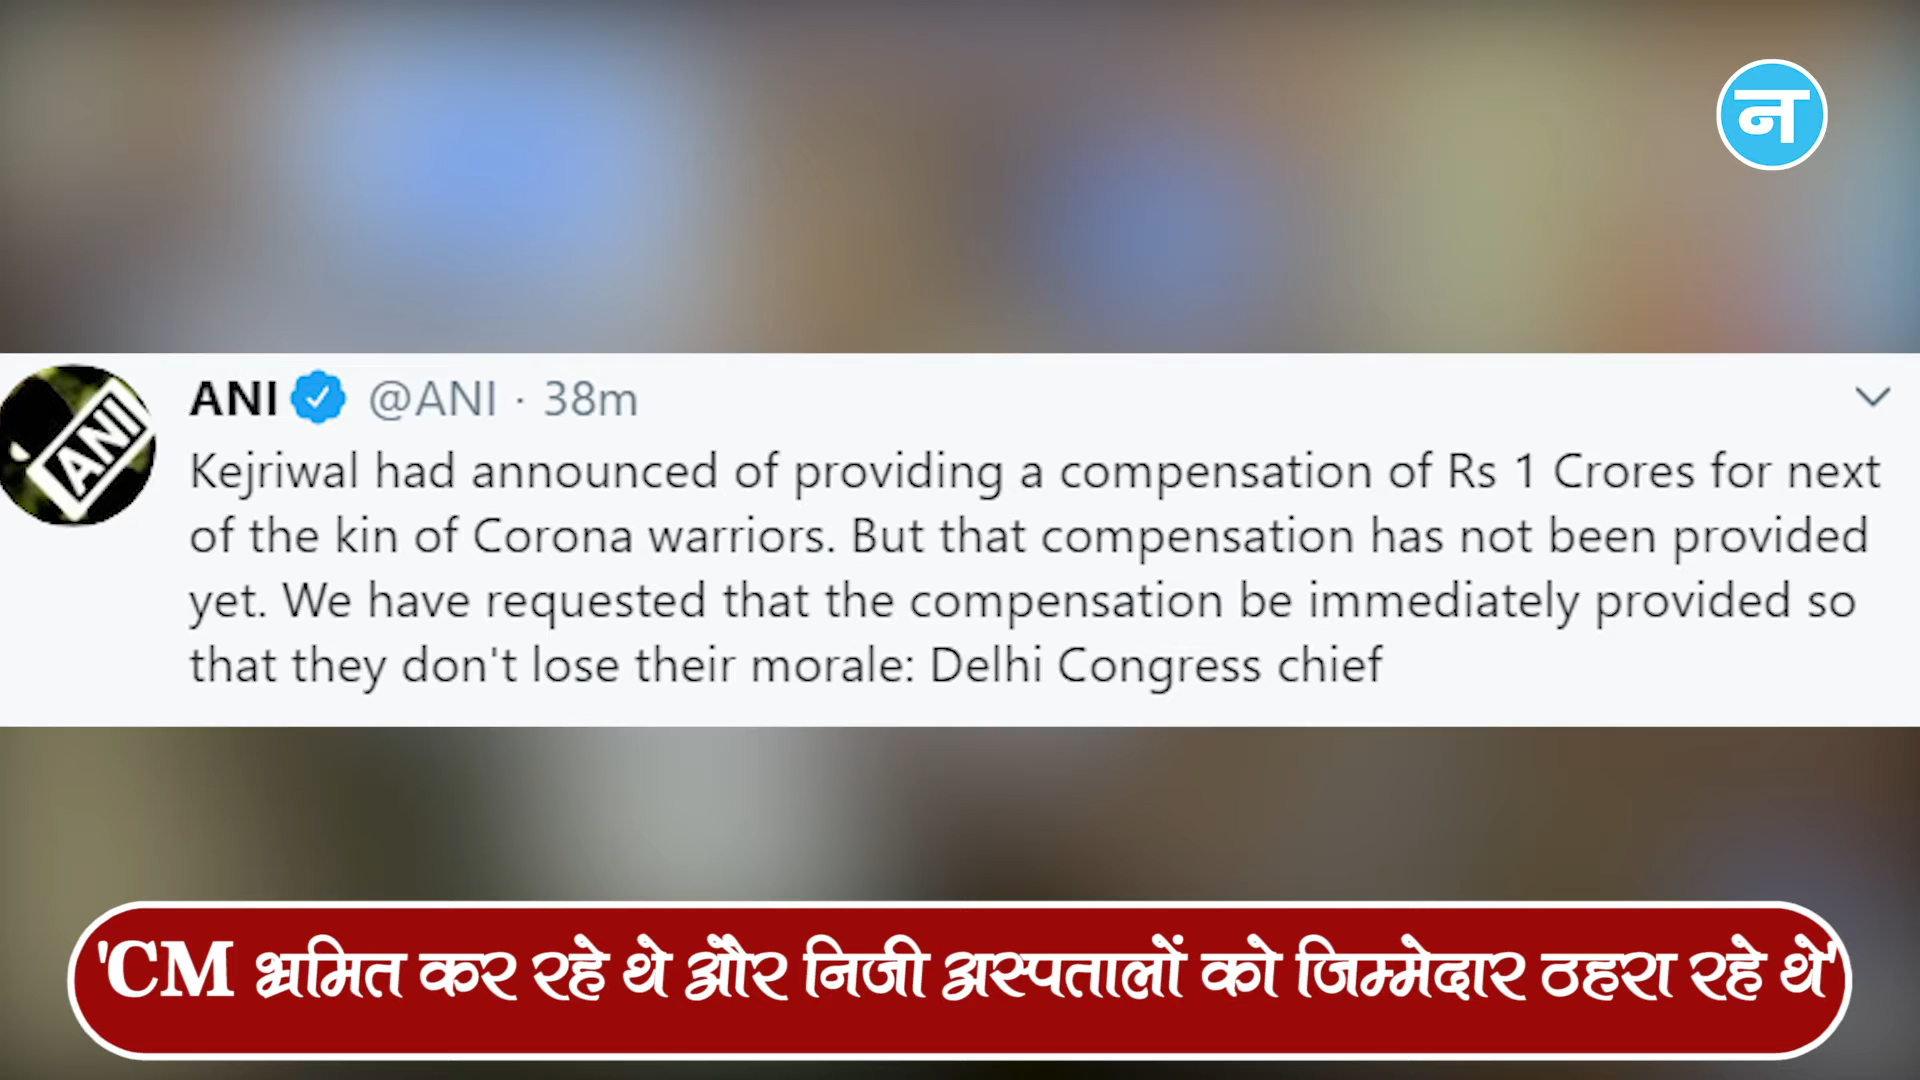 न
ANI @ANI · 38m
ANI
Kejriwal had announced of providing a compensation of Rs 1 Crores for next
of the kin of Corona warriors. But that compensation has not been provided
yet. We have requested that the compensation be immediately provided so
that they don't lose their morale: Delhi Congress chief
'CM भ्रमित कर रहे थे और निजी अस्पतालों को जिम्मेदार ठहरा रहे थे'